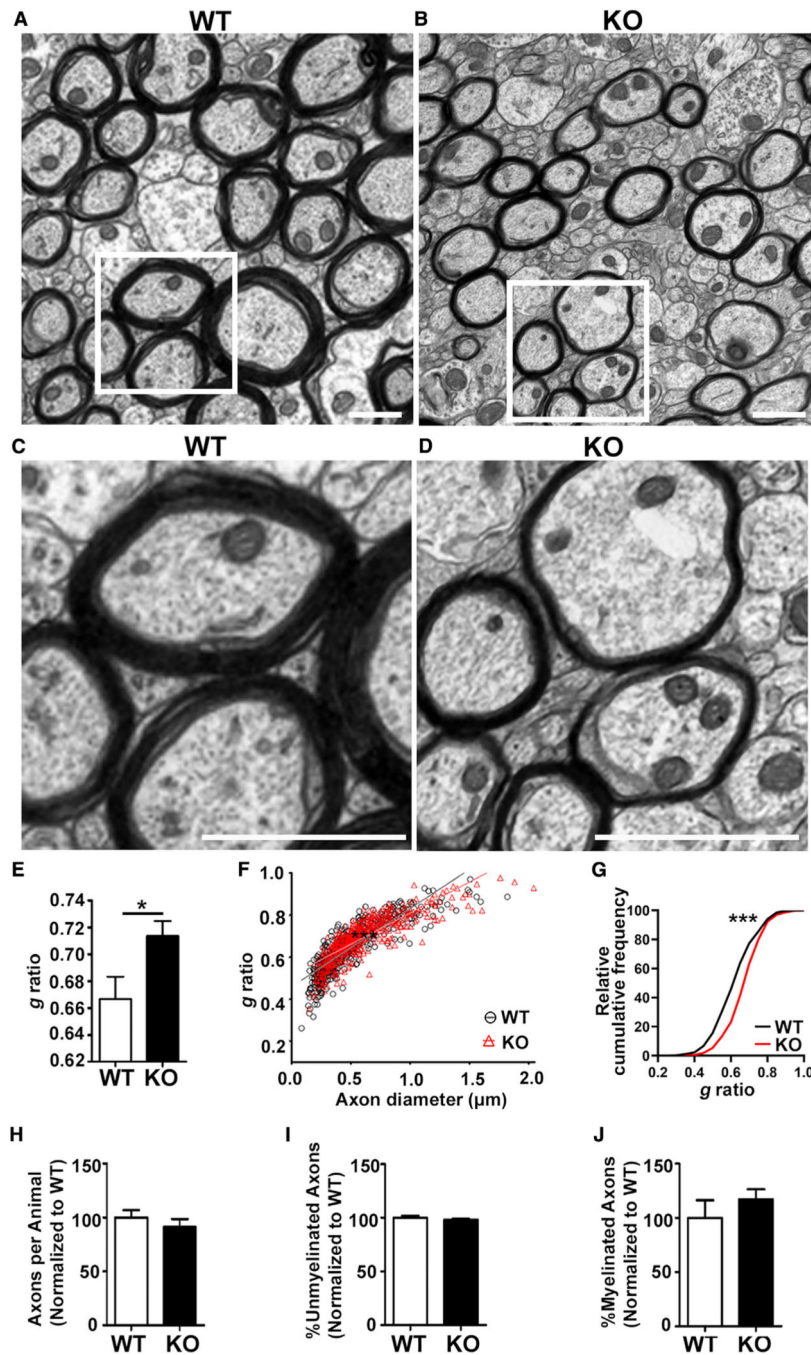 A WT
B KO
C WT
D KO
E
0.74
0.72
0.70
0.68
0.66
0.64
0.62
g ratio
*
WT KO
F
1.0
0.8
0.6
0.4
0.2
g ratio
***
WT
KO
0.0 0.5 1.0 1.5 2.0
Axon diameter (μm)
G
100
80
60
40
20
0
Relative
cumulative frequency
***
WT
KO
0.2 0.4 0.6 0.8 1.0
g ratio
H
150
100
50
0
Axons per Animal
(Normalized to WT)
WT KO
I
150
100
50
0
%Unmyelinated Axons
(Normalized to WT)
WT KO
J
150
100
50
0
%Myelinated Axons
(Normalized to WT)
WT KO